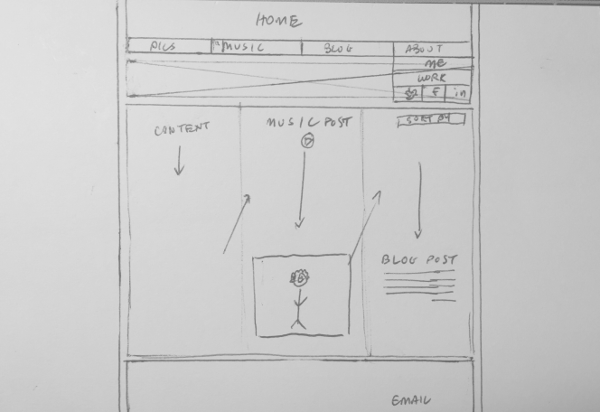 HOME
PICS MUSIC BLOG ABOUT
ME
WORK
f in
CONTENT MUSIC POST SORT BY
BLOG POST
EMAIL